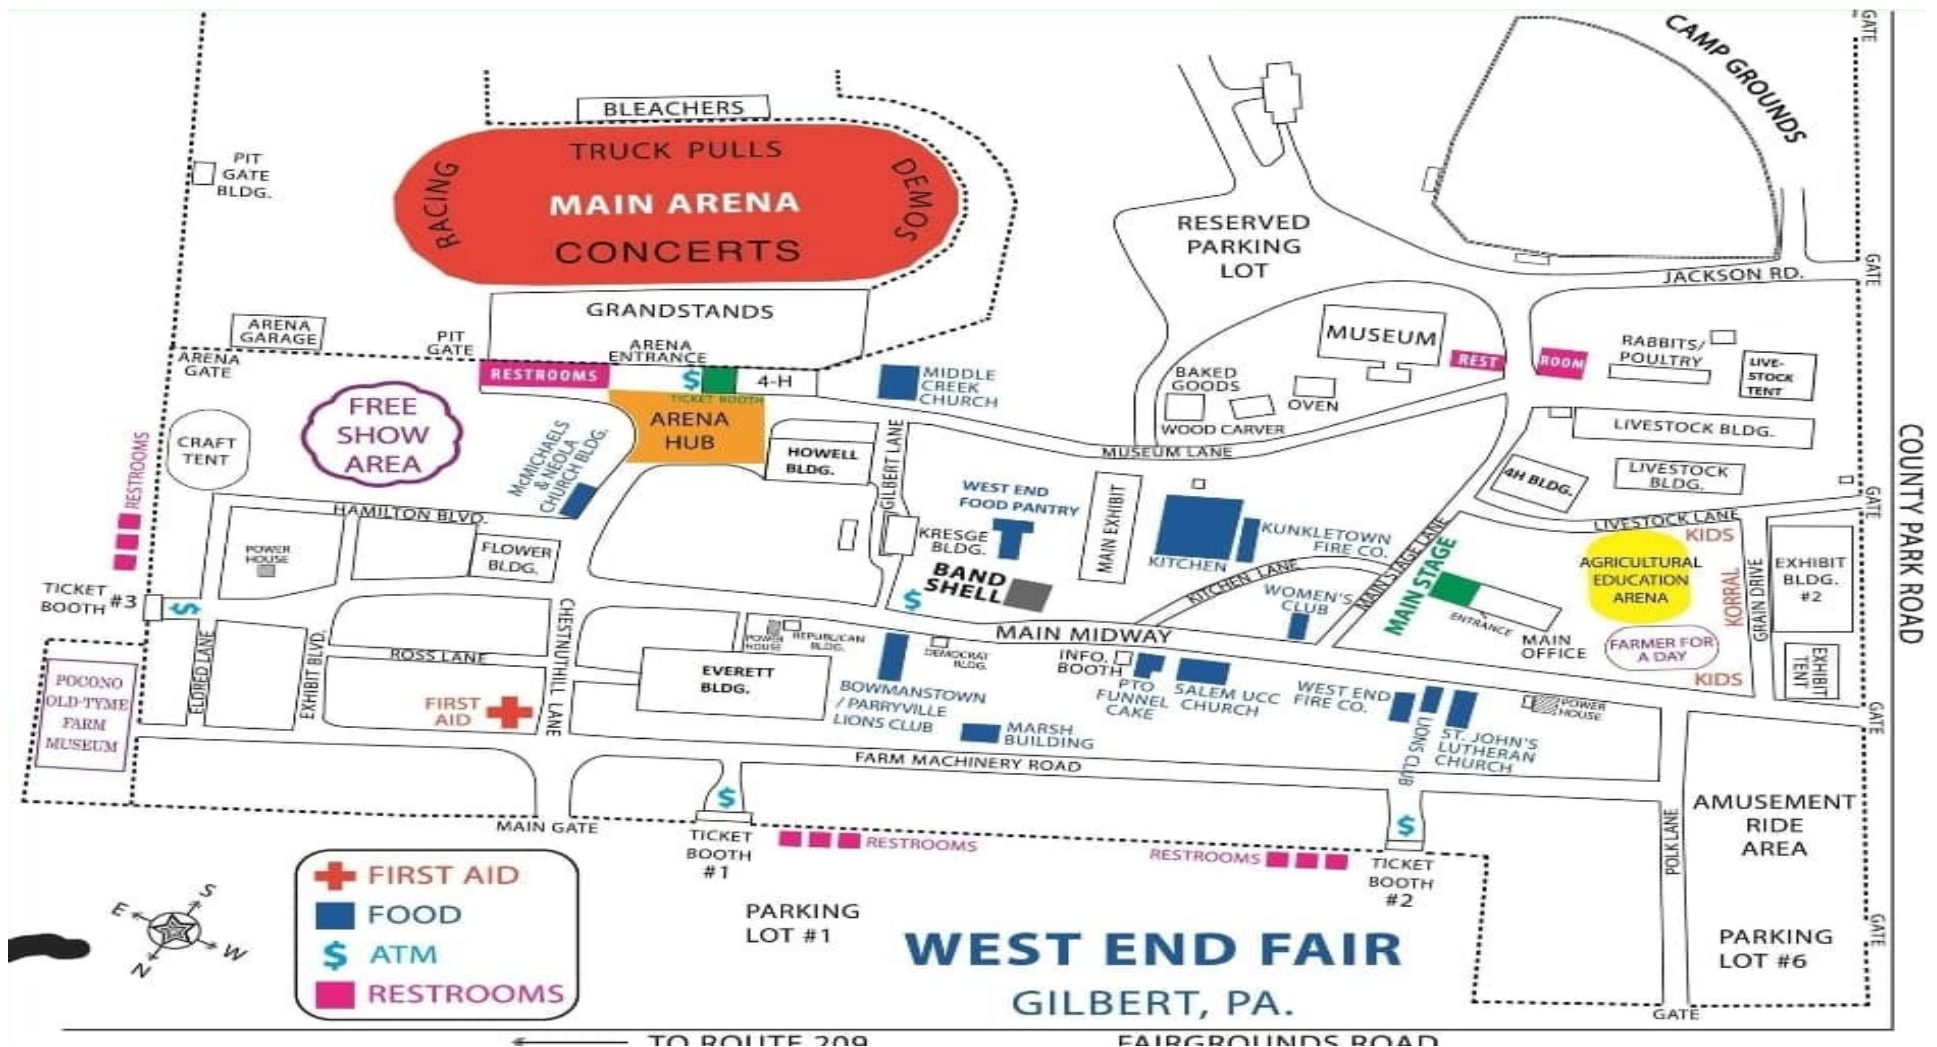 GATE
CAMP GROUNDS
BLEACHERS
TRUCK PULLS
RACING
MAIN ARENA
DEMOS
CONCERTS
PIT
GATE
BLDG.
RESERVED
PARKING
LOT
JACKSON RD.
GATE
GRANDSTANDS
ARENA
GARAGE
PIT
GATE
ARENA
ENTRANCE
ARENA
GATE
RESTROOMS
$
4-H
TICKET BOOTH
ARENA
HUB
MIDDLE
CREEK
CHURCH
MUSEUM
REST
ROOM
RABBITS/
POULTRY
LIVE-
STOCK
TENT
BAKED
GOODS
OVEN
WOOD CARVER
MUSEUM LANE
LIVESTOCK BLDG.
FREE
SHOW
AREA
CRAFT
TENT
RESTROOMS
McMICHAELS
& NEOLA
CHURCH BLDG.
HOWELL
BLDG.
GILBERT LANE
WEST END
FOOD PANTRY
MAIN EXHIBIT
4H BLDG.
LIVESTOCK
BLDG.
GATE
COUNTY PARK ROAD
HAMILTON BLVD.
POWER
HOUSE
FLOWER
BLDG.
KRESGE
BLDG.
BAND
SHELL
KITCHEN
KUNKLETOWN
FIRE CO.
KITCHEN LANE
MAIN STAGE LANE
MAIN STAGE
LIVESTOCK LANE
KIDS
KORRAL
KIDS
AGRICULTURAL
EDUCATION
ARENA
GRAIN DRIVE
EXHIBIT
BLDG.
#2
TICKET
BOOTH #3
$
$
WOMEN'S
CLUB
ENTRANCE
MAIN
OFFICE
FARMER FOR
A DAY
EXHIBIT
TENT
MAIN MIDWAY
ELDRED LANE
EXHIBIT BLVD.
ROSS LANE
CHESTNUTHILL LANE
POWER
HOUSE
REPUBLICAN
BLDG.
DEMOCRAT
BLDG.
INFO.
BOOTH
EVERETT
BLDG.
BOWMANSTOWN
/ PARRYVILLE
LIONS CLUB
PTO
FUNNEL
CAKE
SALEM UCC
CHURCH
WEST END
FIRE CO.
LIONS CLUB
ST. JOHN'S
LUTHERAN
CHURCH
POWER
HOUSE
GATE
POCONO
OLD-TYME
FARM
MUSEUM
FIRST
AID
MARSH
BUILDING
FARM MACHINERY ROAD
$
$
MAIN GATE
TICKET
BOOTH
#1
RESTROOMS
RESTROOMS
TICKET
BOOTH
#2
POLK LANE
AMUSEMENT
RIDE
AREA
FIRST AID
FOOD
$ ATM
RESTROOMS
S
E
W
N
PARKING
LOT #1
WEST END FAIR
GILBERT, PA.
PARKING
LOT #6
GATE
GATE
TO ROUTE 209
FAIRGROUNDS ROAD